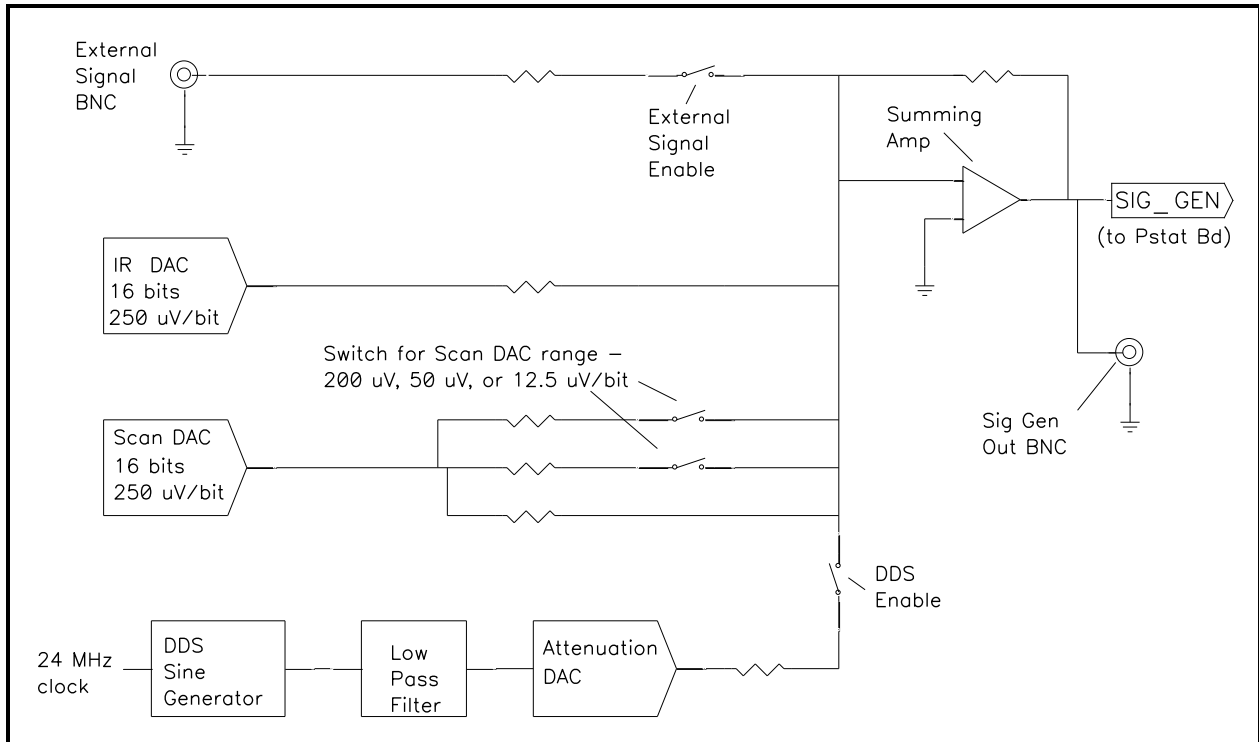 External
Signal
BNC
External
Signal
Enable
Summing
Amp
SIG_ GEN
(to Pstat Bd)
IR DAC
16 bits
250 uV/bit
Switch for Scan DAC range –
200 uV, 50 uV, or 12.5 uV/bit
Scan DAC
16 bits
250 uV/bit
Sig Gen
Out BNC
DDS
Enable
24 MHz
clock
DDS
Sine
Generator
Low
Pass
Filter
Attenuation
DAC